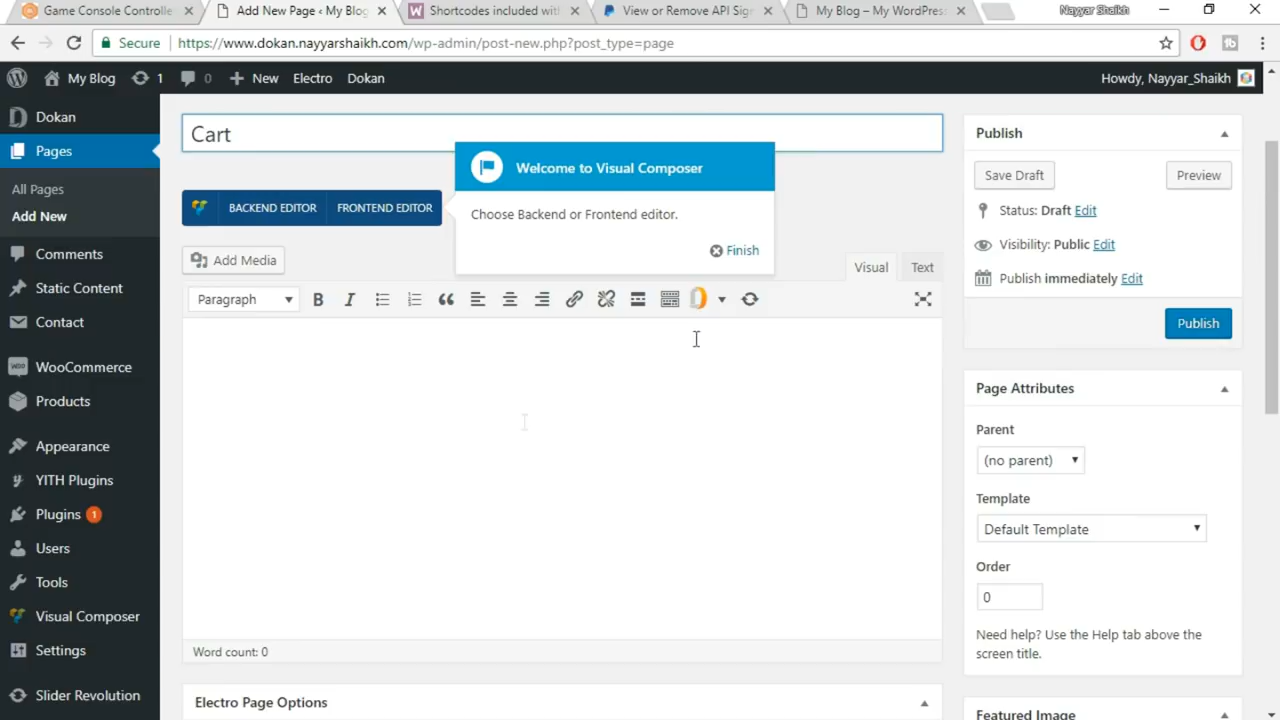 Game Console Controlle
Add New Page ‹ My Blog
Shortcodes included with
View or Remove API Sig
My Blog – My WordPres
Nayyar Shaikh
Secure https://www.dokan.nayyarshaikh.com/wp-admin/post-new.php?post_type=page
My Blog 1 0 New Electro Dokan Howdy, Nayyar_Shaikh
Dokan
Pages
All Pages
Add New
Comments
Static Content
Contact
WooCommerce
Products
Appearance
YITH Plugins
Plugins 1
Users
Tools
Visual Composer
Settings
Slider Revolution
Cart
BACKEND EDITOR FRONTEND EDITOR
Welcome to Visual Composer
Choose Backend or Frontend editor.
Finish
Add Media
Visual Text
Paragraph
Word count: 0
Electro Page Options
Publish
Save Draft Preview
Status: Draft Edit
Visibility: Public Edit
Publish immediately Edit
Publish
Page Attributes
Parent
(no parent)
Template
Default Template
Order
0
Need help? Use the Help tab above the
screen title.
Featured Image